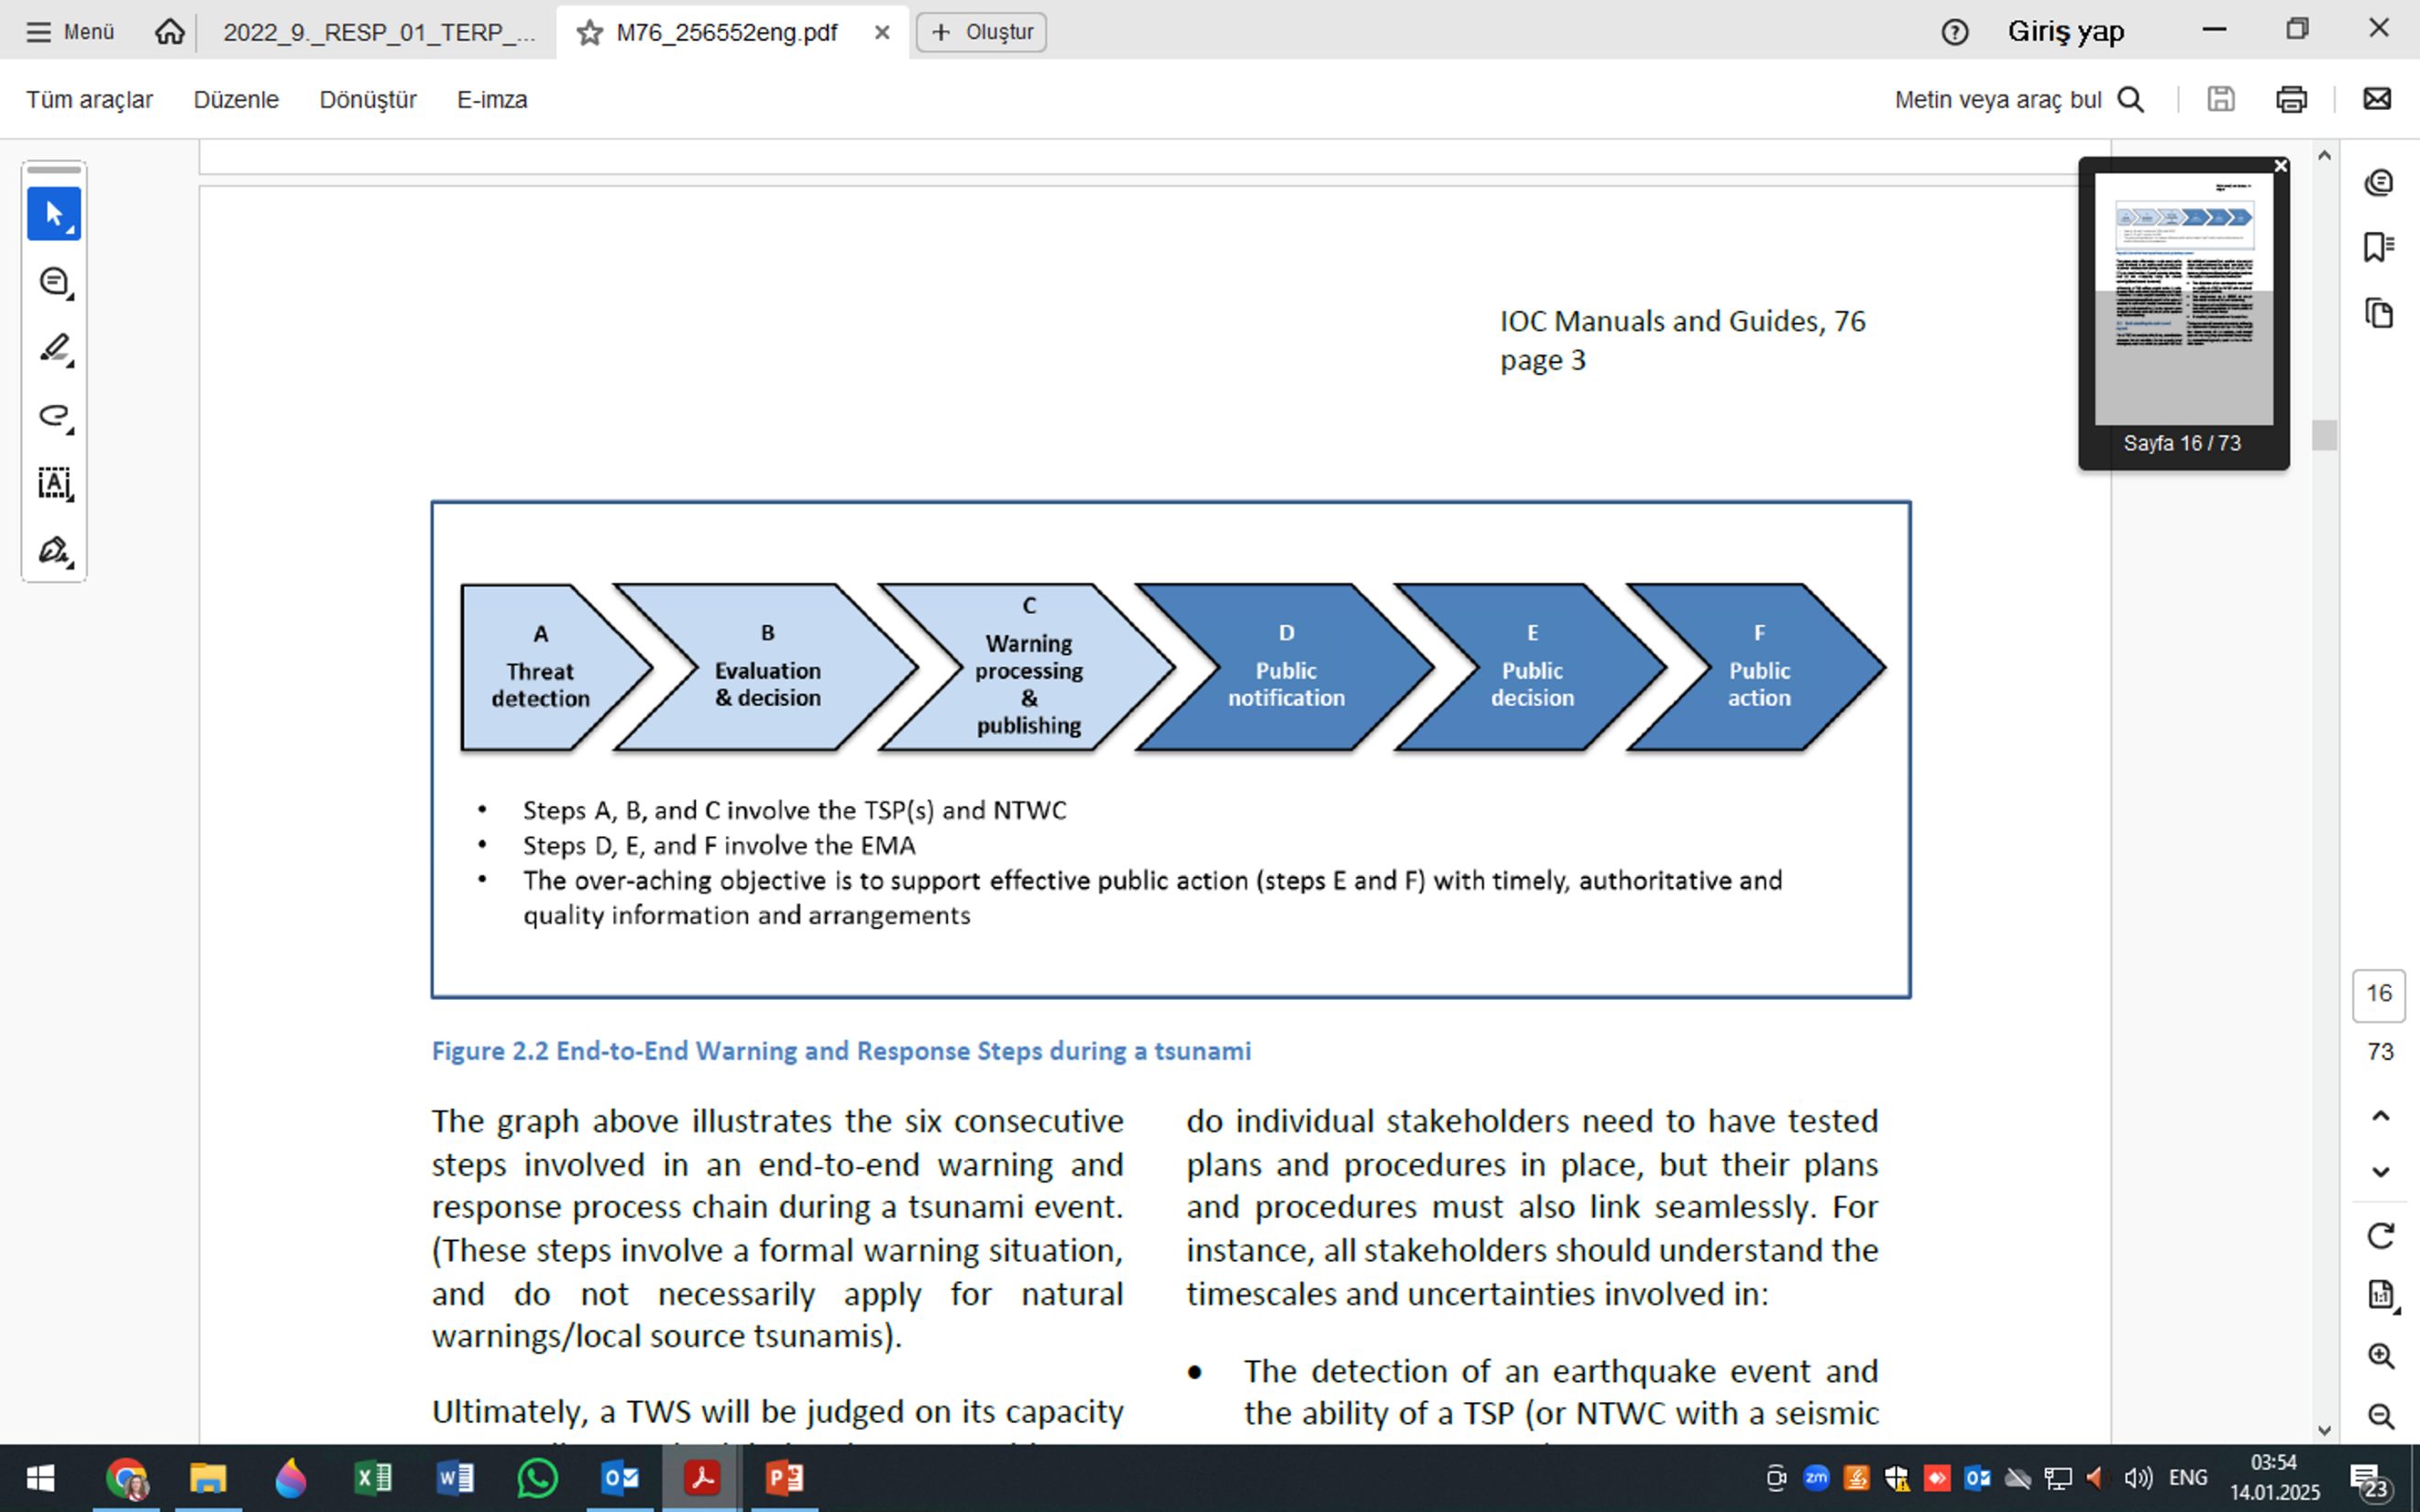 Menü
2022_9._RESP_01_TERP_...
M76_256552eng.pdf
Oluştur
Giriş yap
Tüm araçlar
Düzenle
Dönüştür
E-imza
Metin veya araç bul
Sayfa 16 / 73
IOC Manuals and Guides, 76
page 3
A
Threat
detection
B
Evaluation
& decision
C
Warning
processing
&
publishing
D
Public
notification
E
Public
decision
F
Public
action
• Steps A, B, and C involve the TSP(s) and NTWC
• Steps D, E, and F involve the EMA
• The over-aching objective is to support effective public action (steps E and F) with timely, authoritative and
quality information and arrangements
Figure 2.2 End-to-End Warning and Response Steps during a tsunami
The graph above illustrates the six consecutive
steps involved in an end-to-end warning and
response process chain during a tsunami event.
(These steps involve a formal warning situation,
and do not necessarily apply for natural
warnings/local source tsunamis).
Ultimately, a TWS will be judged on its capacity
do individual stakeholders need to have tested
plans and procedures in place, but their plans
and procedures must also link seamlessly. For
instance, all stakeholders should understand the
timescales and uncertainties involved in:
• The detection of an earthquake event and
the ability of a TSP (or NTWC with a seismic
16
73
1:1
zm
ENG
03:54
14.01.2025
23